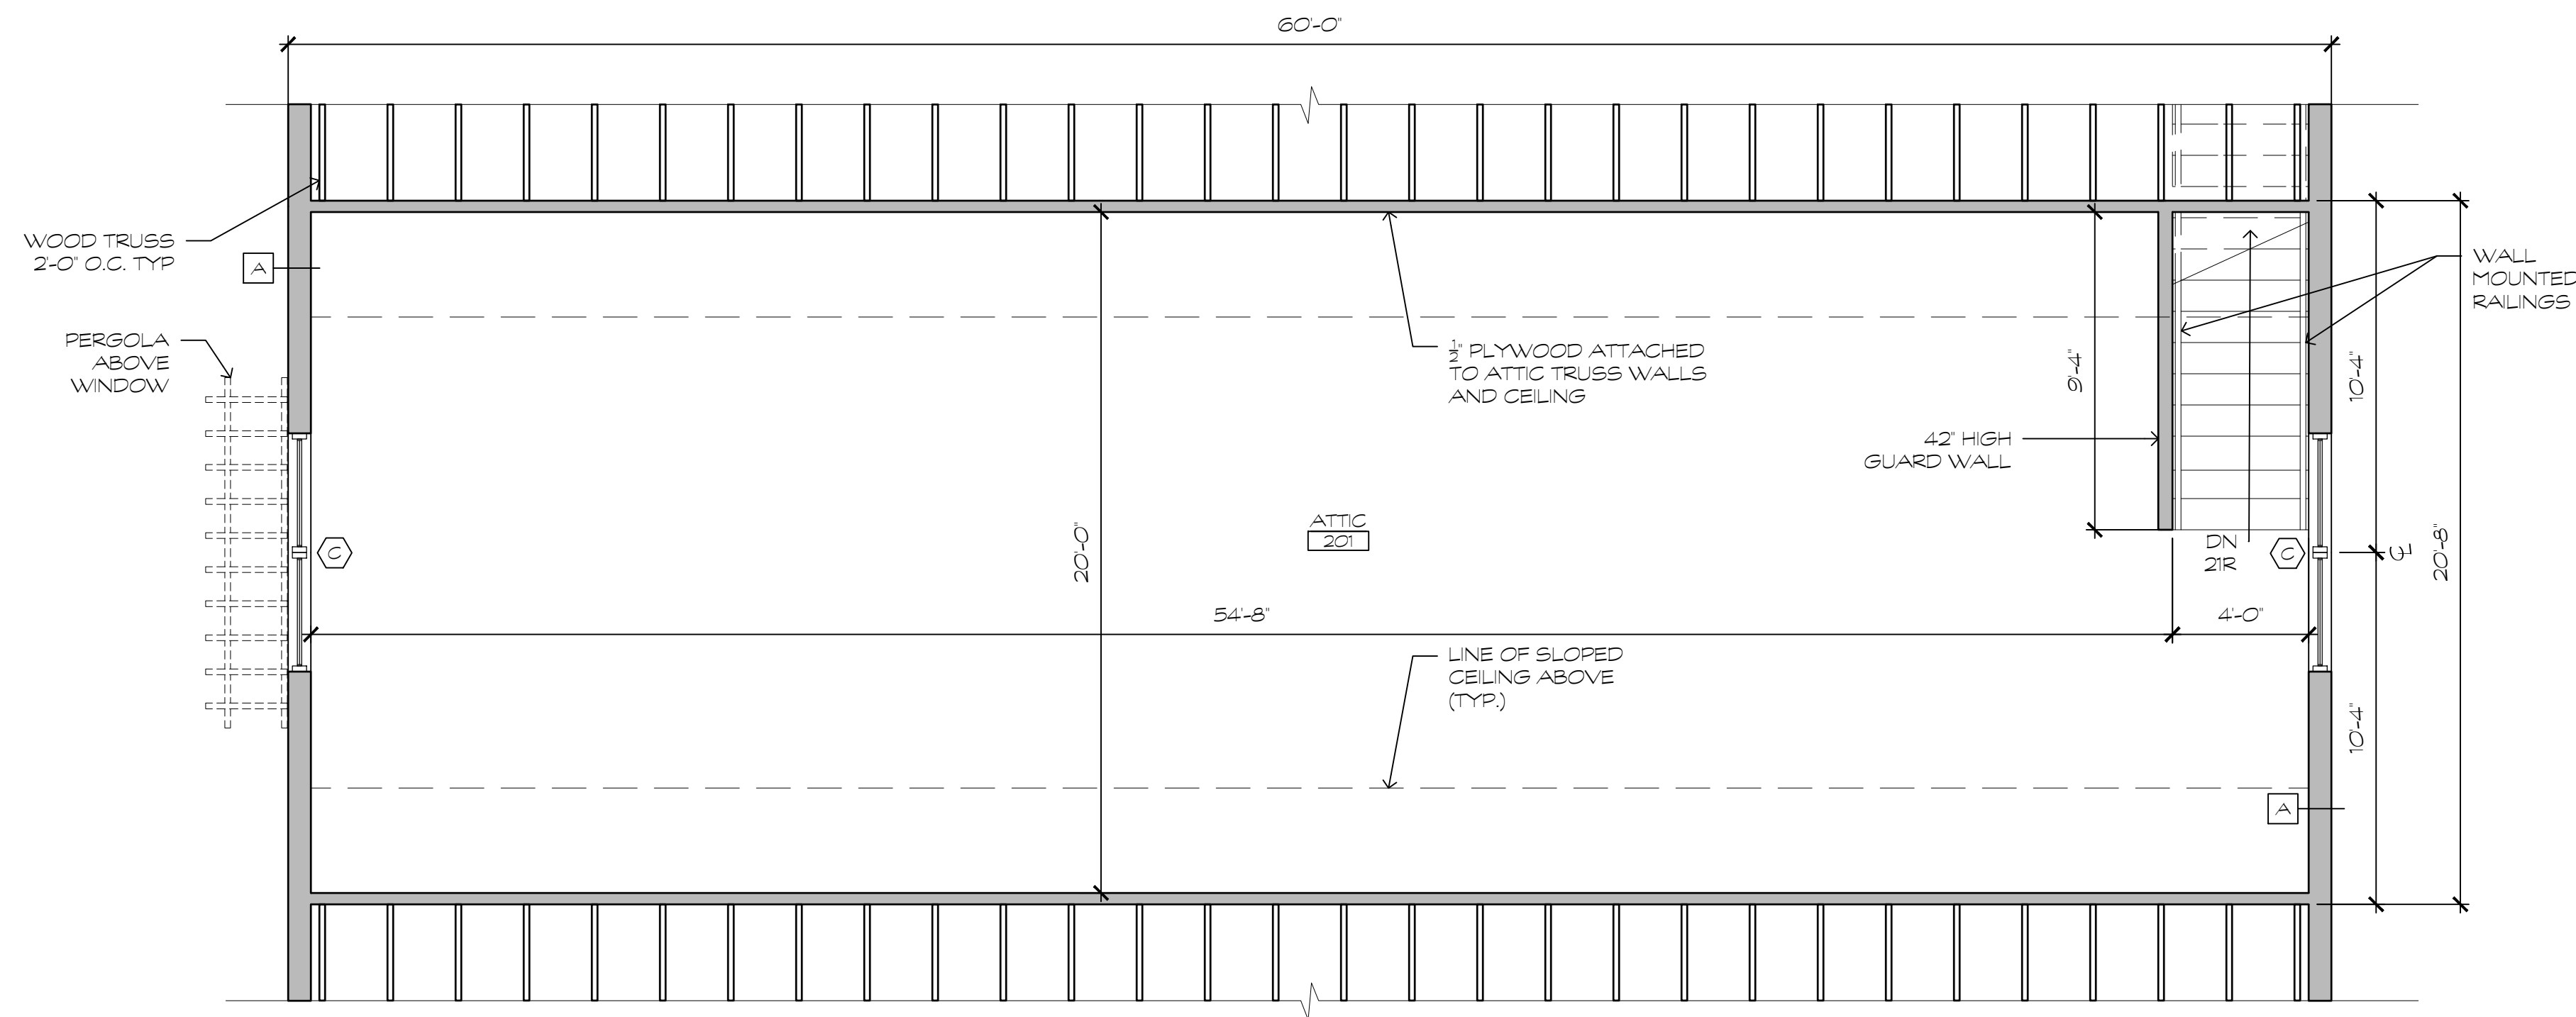 60'-0"
WOOD TRUSS
2'-0" O.C. TYP
A
PERGOLA
ABOVE
WINDOW
WALL
MOUNTED
RAILINGS
½" PLYWOOD ATTACHED
TO ATTIC TRUSS WALLS
AND CEILING
9'-4"
10'-4"
42" HIGH
GUARD WALL
C
20'-0"
ATTIC
201
DN
21R
C
20'-8"
54'-8"
4'-0"
LINE OF SLOPED
CEILING ABOVE
(TYP.)
10'-4"
A